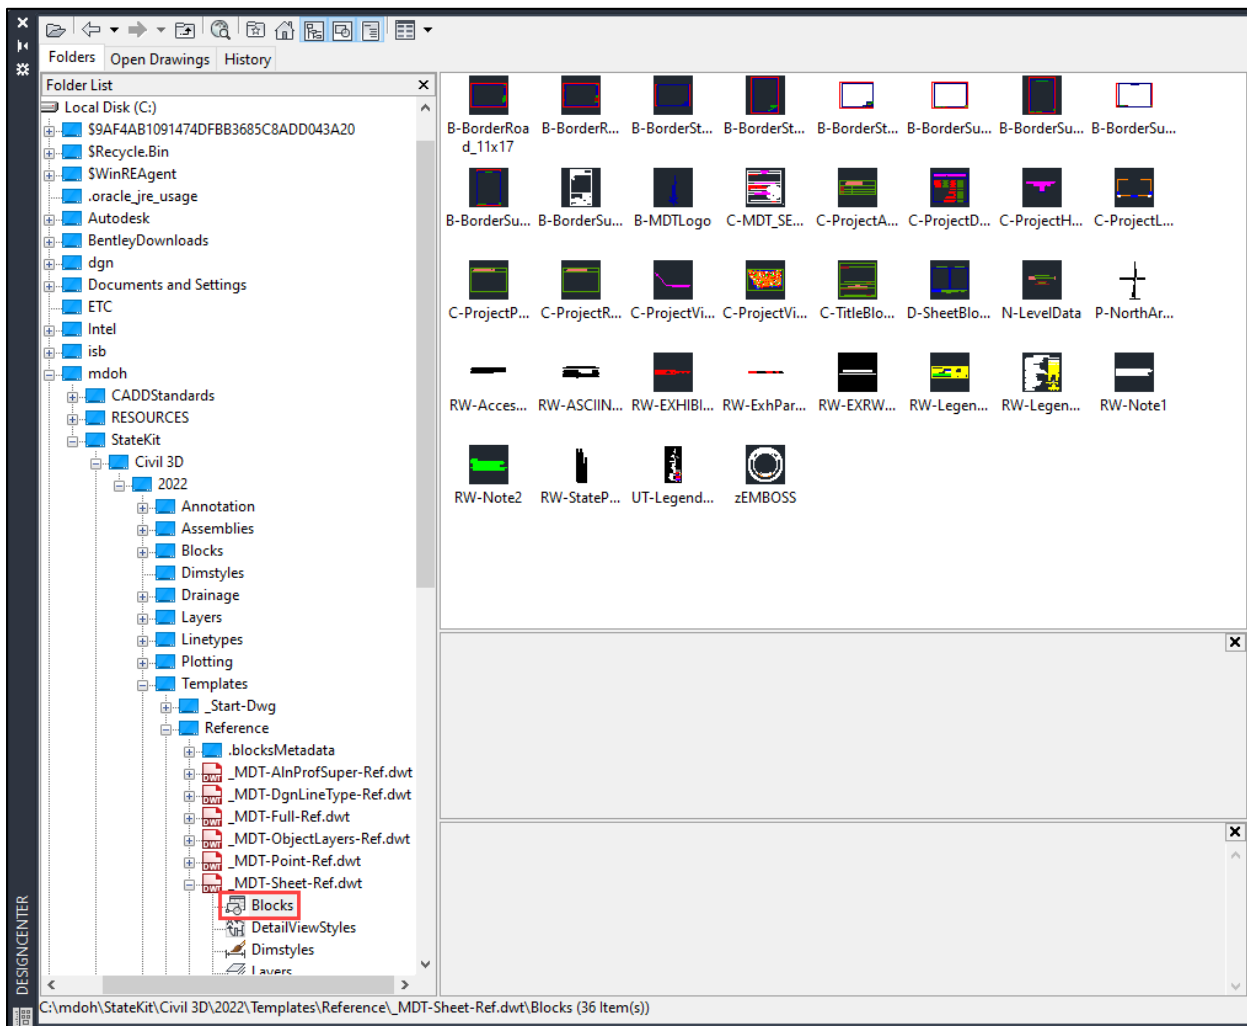 Folders
Open Drawings
History
Folder List
Local Disk (C:)
$9AF4AB1091474DFBB3685C8ADD043A20
$Recycle.Bin
$WinREAgent
.oracle_jre_usage
Autodesk
BentleyDownloads
dgn
Documents and Settings
ETC
Intel
isb
mdoh
CADDStandards
RESOURCES
StateKit
Civil 3D
2022
Annotation
Assemblies
Blocks
Dimstyles
Drainage
Layers
Linetypes
Plotting
Templates
_Start-Dwg
Reference
.blocksMetadata
_MDT-AlnProfSuper-Ref.dwt
_MDT-DgnLineType-Ref.dwt
_MDT-Full-Ref.dwt
_MDT-ObjectLayers-Ref.dwt
_MDT-Point-Ref.dwt
_MDT-Sheet-Ref.dwt
Blocks
DetailViewStyles
Dimstyles
Layers
B-BorderRoa B-BorderR... B-BorderSt... B-BorderSt... B-BorderSt... B-BorderSu... B-BorderSu... B-BorderSu...
d_11x17
B-BorderSu... B-BorderSu... B-MDTLogo C-MDT_SE... C-ProjectA... C-ProjectD... C-ProjectH... C-ProjectL...
C-ProjectP... C-ProjectR... C-ProjectVi... C-ProjectVi... C-TitleBlo... D-SheetBlo... N-LevelData P-NorthAr...
RW-Acces... RW-ASCIIN... RW-EXHIBI... RW-ExhPar... RW-EXRW... RW-Legen... RW-Legen... RW-Note1
RW-Note2 RW-StateP... UT-Legend... zEMBOSS
DESIGNCENTER
C:\mdoh\StateKit\Civil 3D\2022\Templates\Reference\_MDT-Sheet-Ref.dwt\Blocks (36 Item(s))